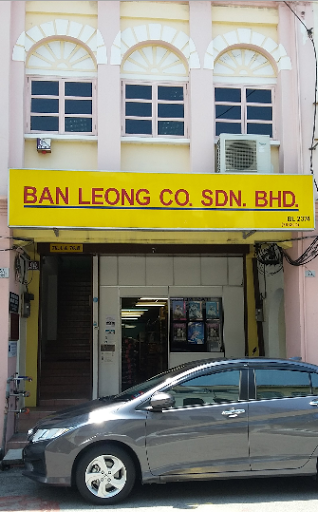 BAN LEONG CO. SDN. BHD.